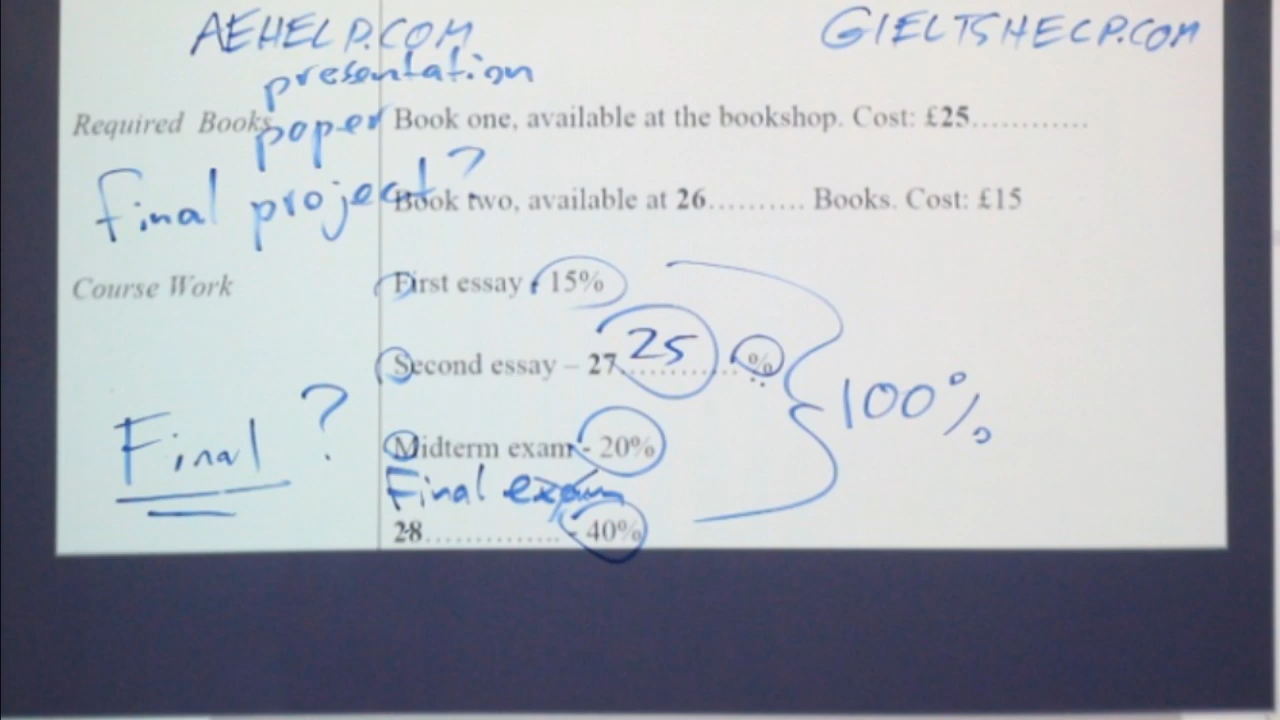 AEHELP.COM GIELTSHELP.COM
presentation
Required Books Book one, available at the bookshop. Cost: £25.............
paper
Final project?
Book two, available at 26.......... Books. Cost: £15
Course Work First essay - 15%
Second essay – 27 25 ............ %
100%
Final ? Midterm exam - 20%
Final exam
28.............. - 40%